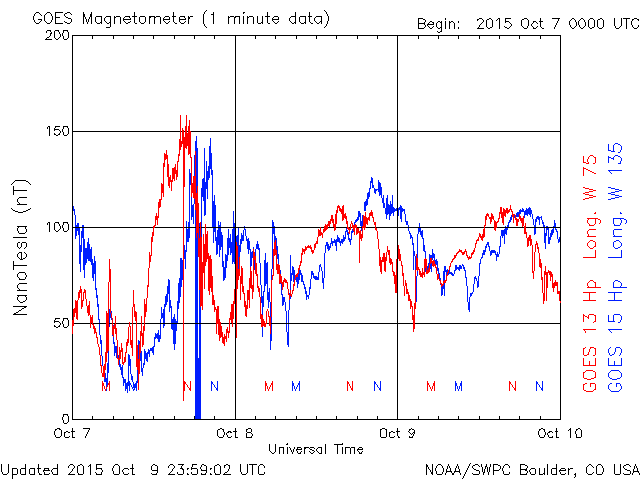 GOES Magnetometer (1 minute data)
Begin: 2015 Oct 7 0000 UTC
200
150
100
50
0
NanoTesla (nT)
M M N N M M N N M M N N
Oct 7 Oct 8 Oct 9 Oct 10
Universal Time
GOES 13 Hp Long. W 75
GOES 15 Hp Long. W 135
Updated 2015 Oct 9 23:59:02 UTC
NOAA/SWPC Boulder, CO USA